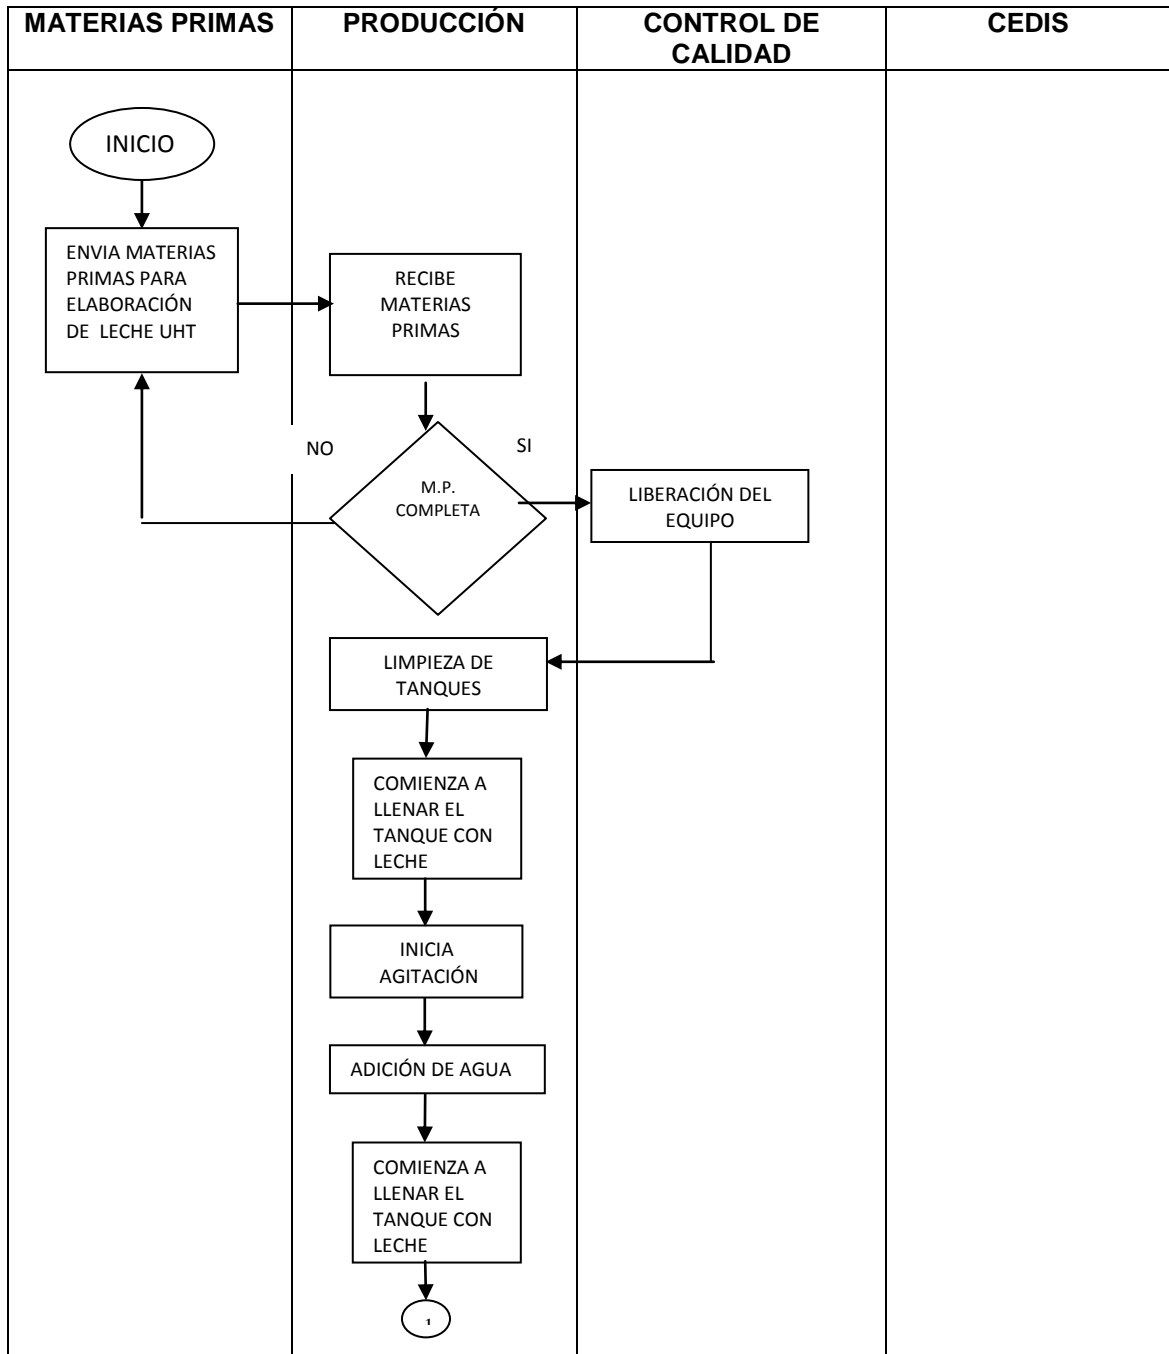 MATERIAS PRIMAS
PRODUCCIÓN
CONTROL DE
CALIDAD
CEDIS
INICIO
ENVIA MATERIAS
PRIMAS PARA
ELABORACIÓN
DE LECHE UHT
RECIBE
MATERIAS
PRIMAS
NO
SI
M.P.
COMPLETA
LIBERACIÓN DEL
EQUIPO
LIMPIEZA DE
TANQUES
COMIENZA A
LLENAR EL
TANQUE CON
LECHE
INICIA
AGITACIÓN
ADICIÓN DE AGUA
COMIENZA A
LLENAR EL
TANQUE CON
LECHE
1